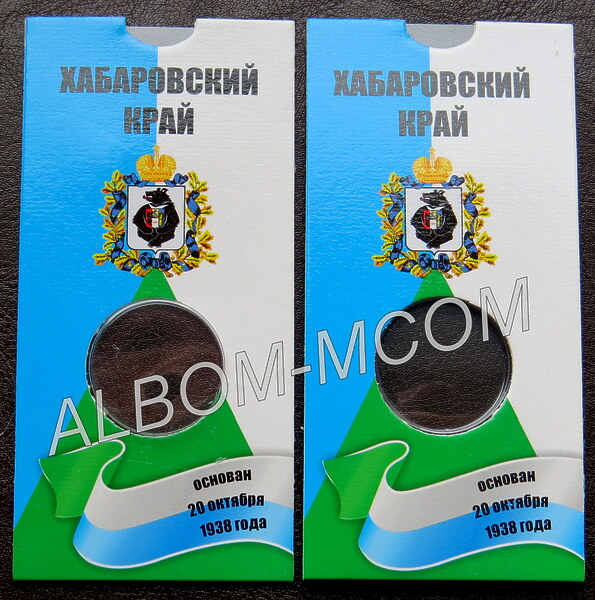 ХАБАРОВСКИЙ
КРАЙ
основан
20 октября
1938 года
ХАБАРОВСКИЙ
КРАЙ
основан
20 октября
1938 года
ALBOM-MCOM